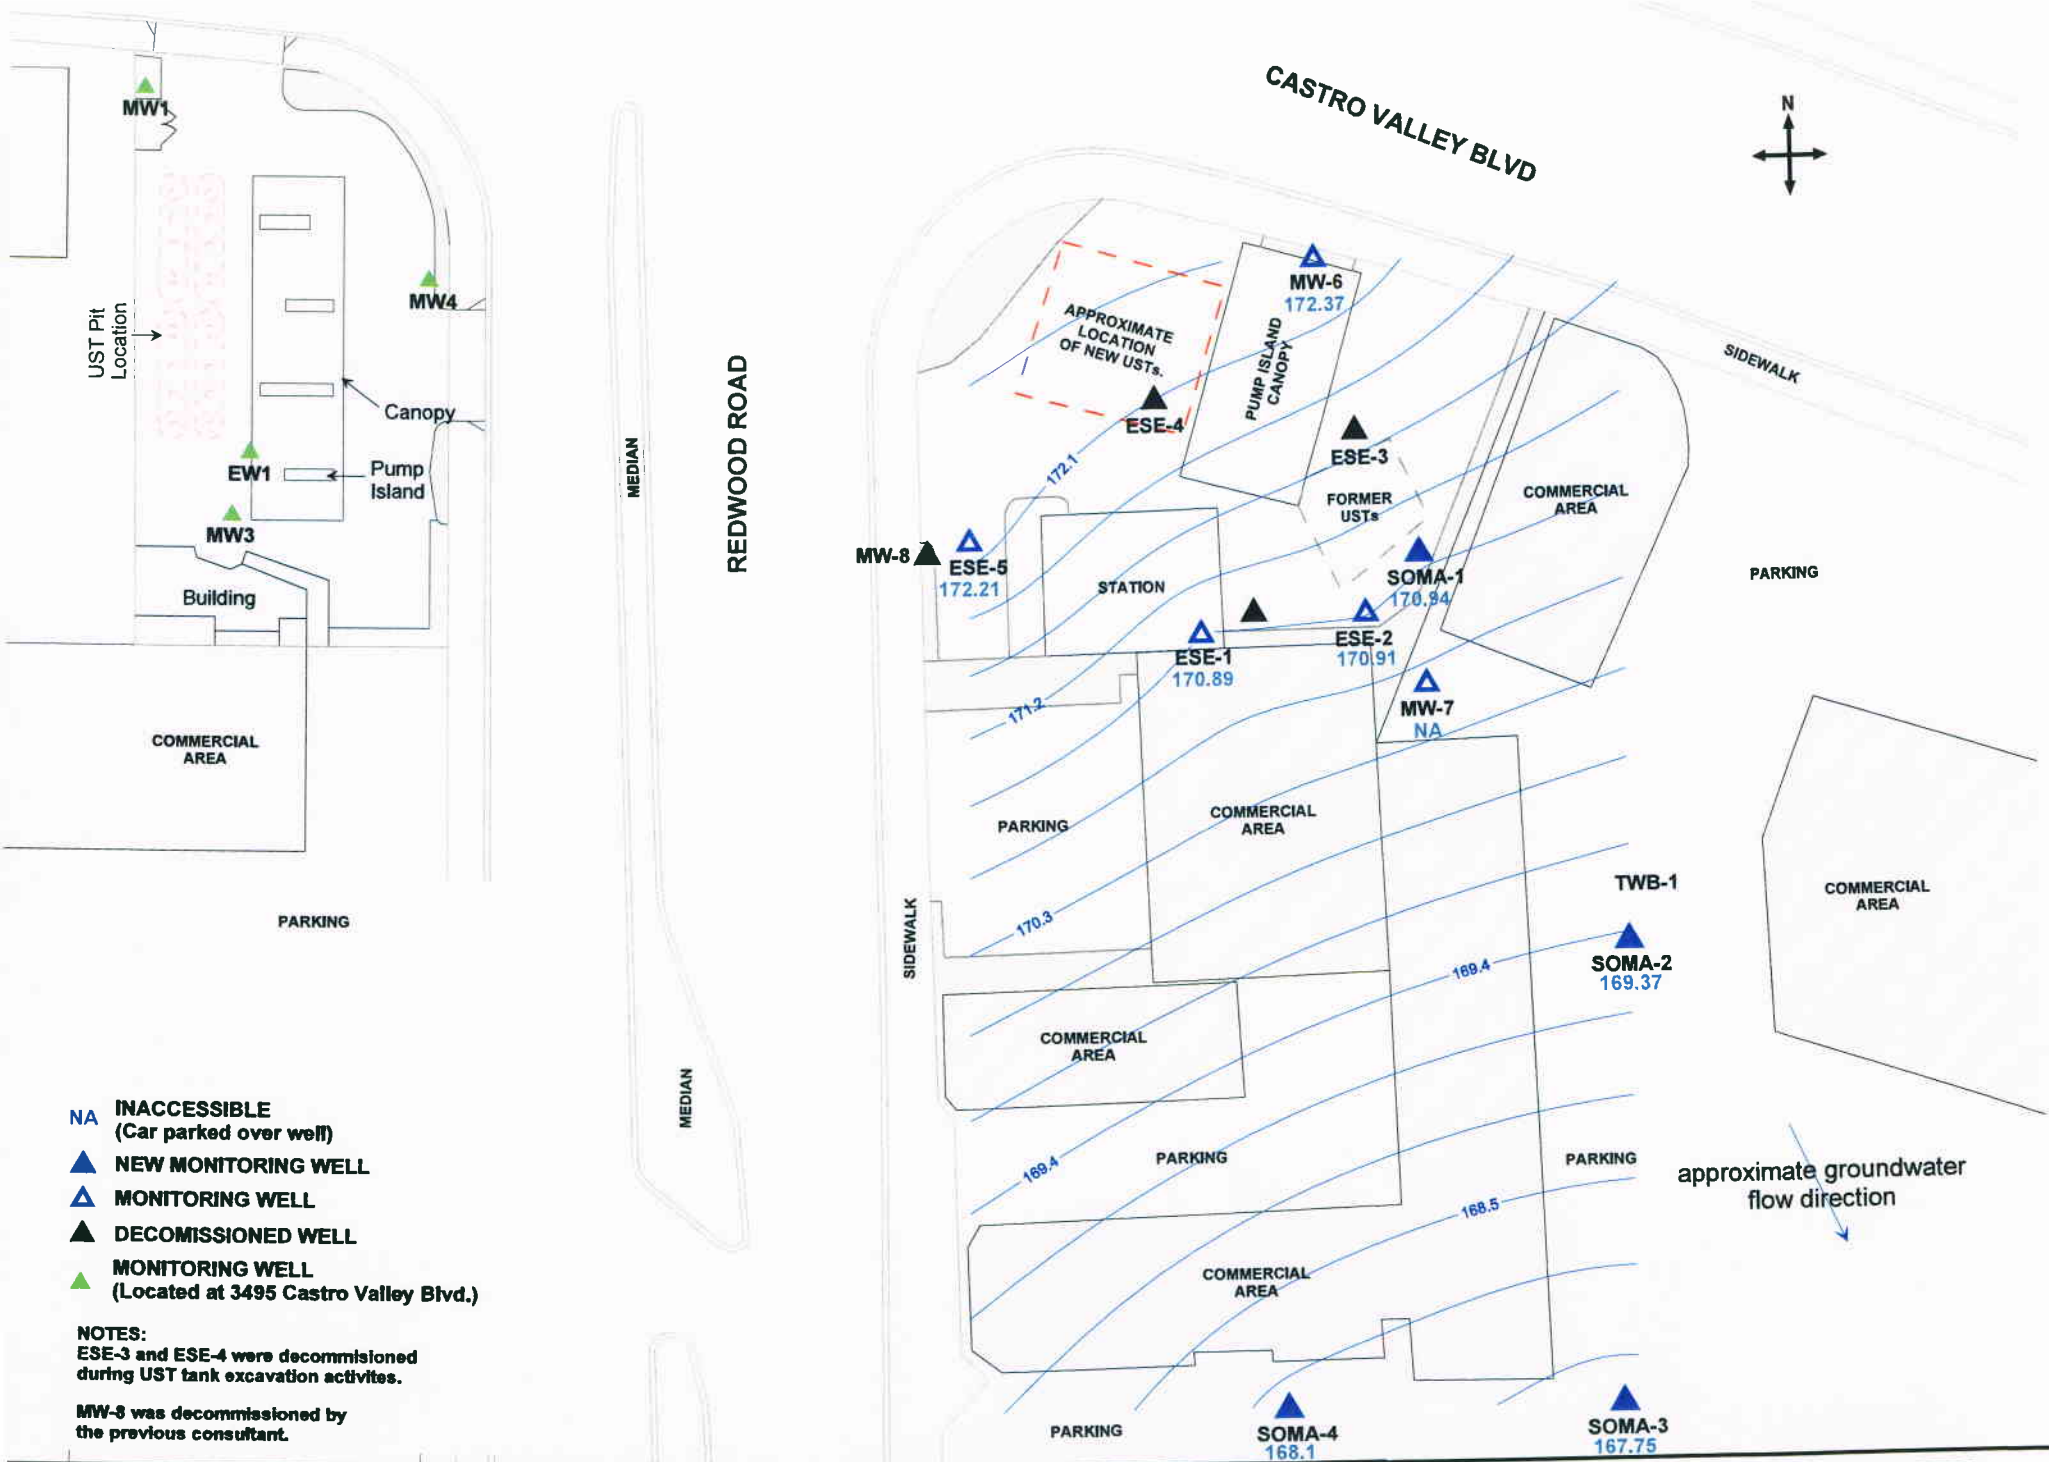 CASTRO VALLEY BLVD
N
MW1
MW4
UST Pit
Location
Canopy
EW1
Pump
Island
MW3
Building
COMMERCIAL
AREA
PARKING
MEDIAN
REDWOOD ROAD
MEDIAN
SIDEWALK
APPROXIMATE
LOCATION
OF NEW USTs.
ESE-4
PUMP ISLAND
CANOPY
MW-6
172.37
SIDEWALK
ESE-3
FORMER
USTs
COMMERCIAL
AREA
PARKING
172.1
MW-8
ESE-5
172.21
STATION
SOMA-1
170.94
ESE-1
170.89
ESE-2
170.91
MW-7
NA
171.2
PARKING
COMMERCIAL
AREA
170.3
TWB-1
COMMERCIAL
AREA
SOMA-2
169.37
169.4
COMMERCIAL
AREA
169.4
PARKING
PARKING
approximate groundwater
flow direction
168.5
COMMERCIAL
AREA
PARKING
SOMA-4
168.1
SOMA-3
167.75
NA INACCESSIBLE
(Car parked over well)
NEW MONITORING WELL
MONITORING WELL
DECOMISSIONED WELL
MONITORING WELL
(Located at 3495 Castro Valley Blvd.)
NOTES:
ESE-3 and ESE-4 were decommisioned
during UST tank excavation activites.
MW-8 was decommissioned by
the previous consultant.